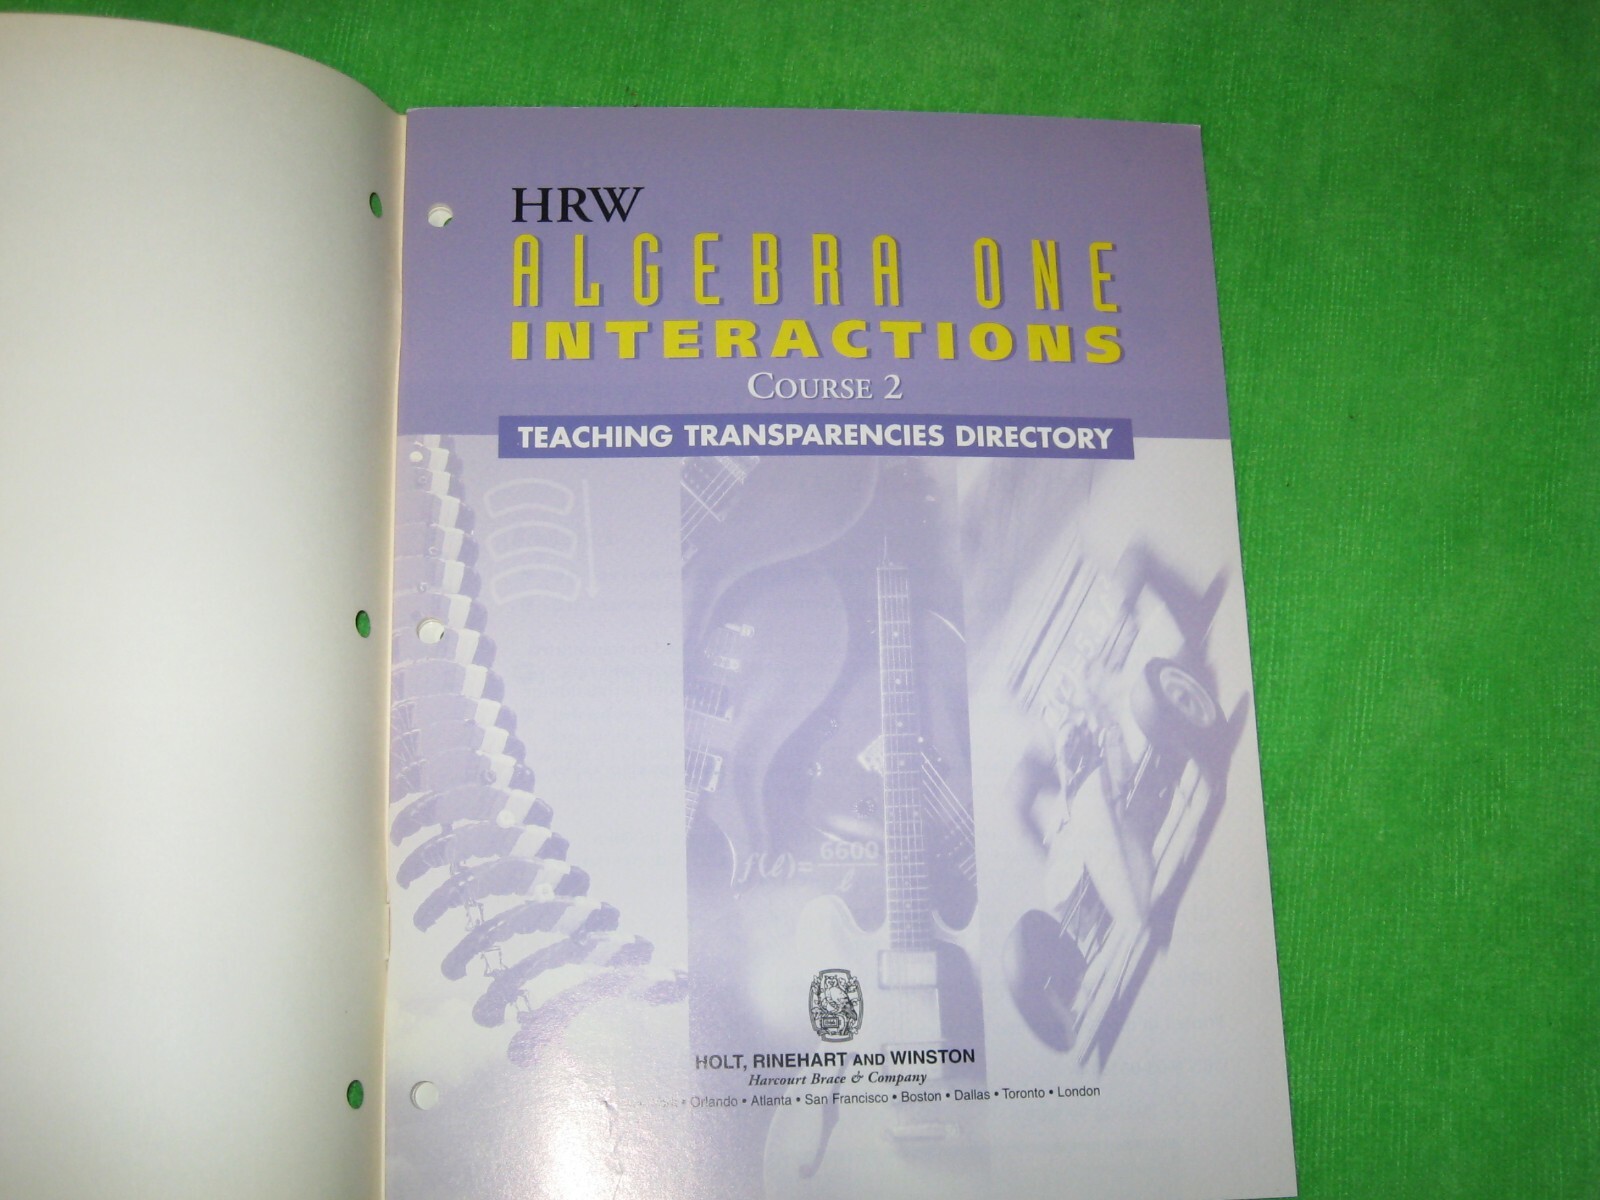 HRW
ALGEBRA ONE
INTERACTIONS
COURSE 2
TEACHING TRANSPARENCIES DIRECTORY
f(ℓ)= 6600
ℓ
HOLT, RINEHART AND WINSTON
Harcourt Brace & Company
• Orlando • Atlanta • San Francisco • Boston • Dallas • Toronto • London